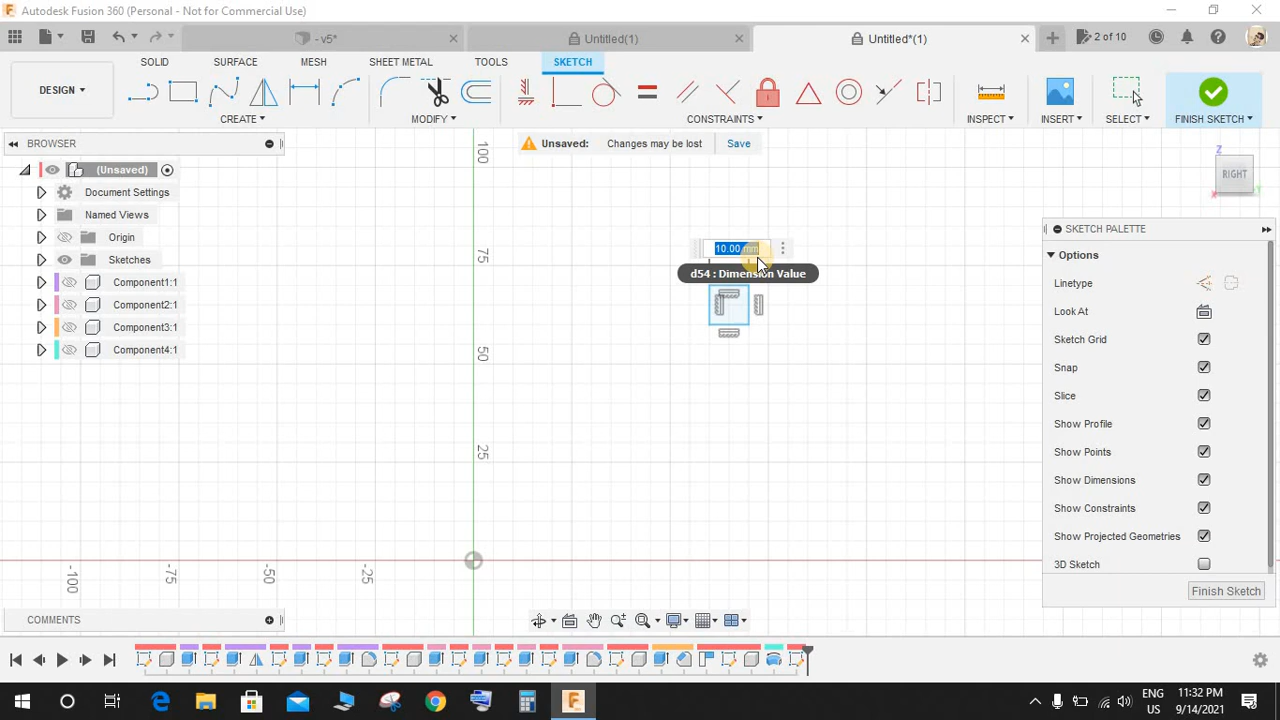 Autodesk Fusion 360 (Personal - Not for Commercial Use)
- v5*
Untitled(1)
Untitled*(1)
2 of 10
SOLID
SURFACE
MESH
SHEET METAL
TOOLS
SKETCH
DESIGN
CREATE
MODIFY
CONSTRAINTS
INSPECT
INSERT
SELECT
FINISH SKETCH
BROWSER
Unsaved: Changes may be lost Save
(Unsaved)
Document Settings
Named Views
Origin
Sketches
Component1:1
Component2:1
Component3:1
Component4:1
100
75
50
25
-100
-75
-50
-25
10.00 mm
d54 : Dimension Value
Z
RIGHT
X
Y
SKETCH PALETTE
Options
Linetype
Look At
Sketch Grid
Snap
Slice
Show Profile
Show Points
Show Dimensions
Show Constraints
Show Projected Geometries
3D Sketch
Finish Sketch
COMMENTS
ENG
US
11:32 PM
9/14/2021